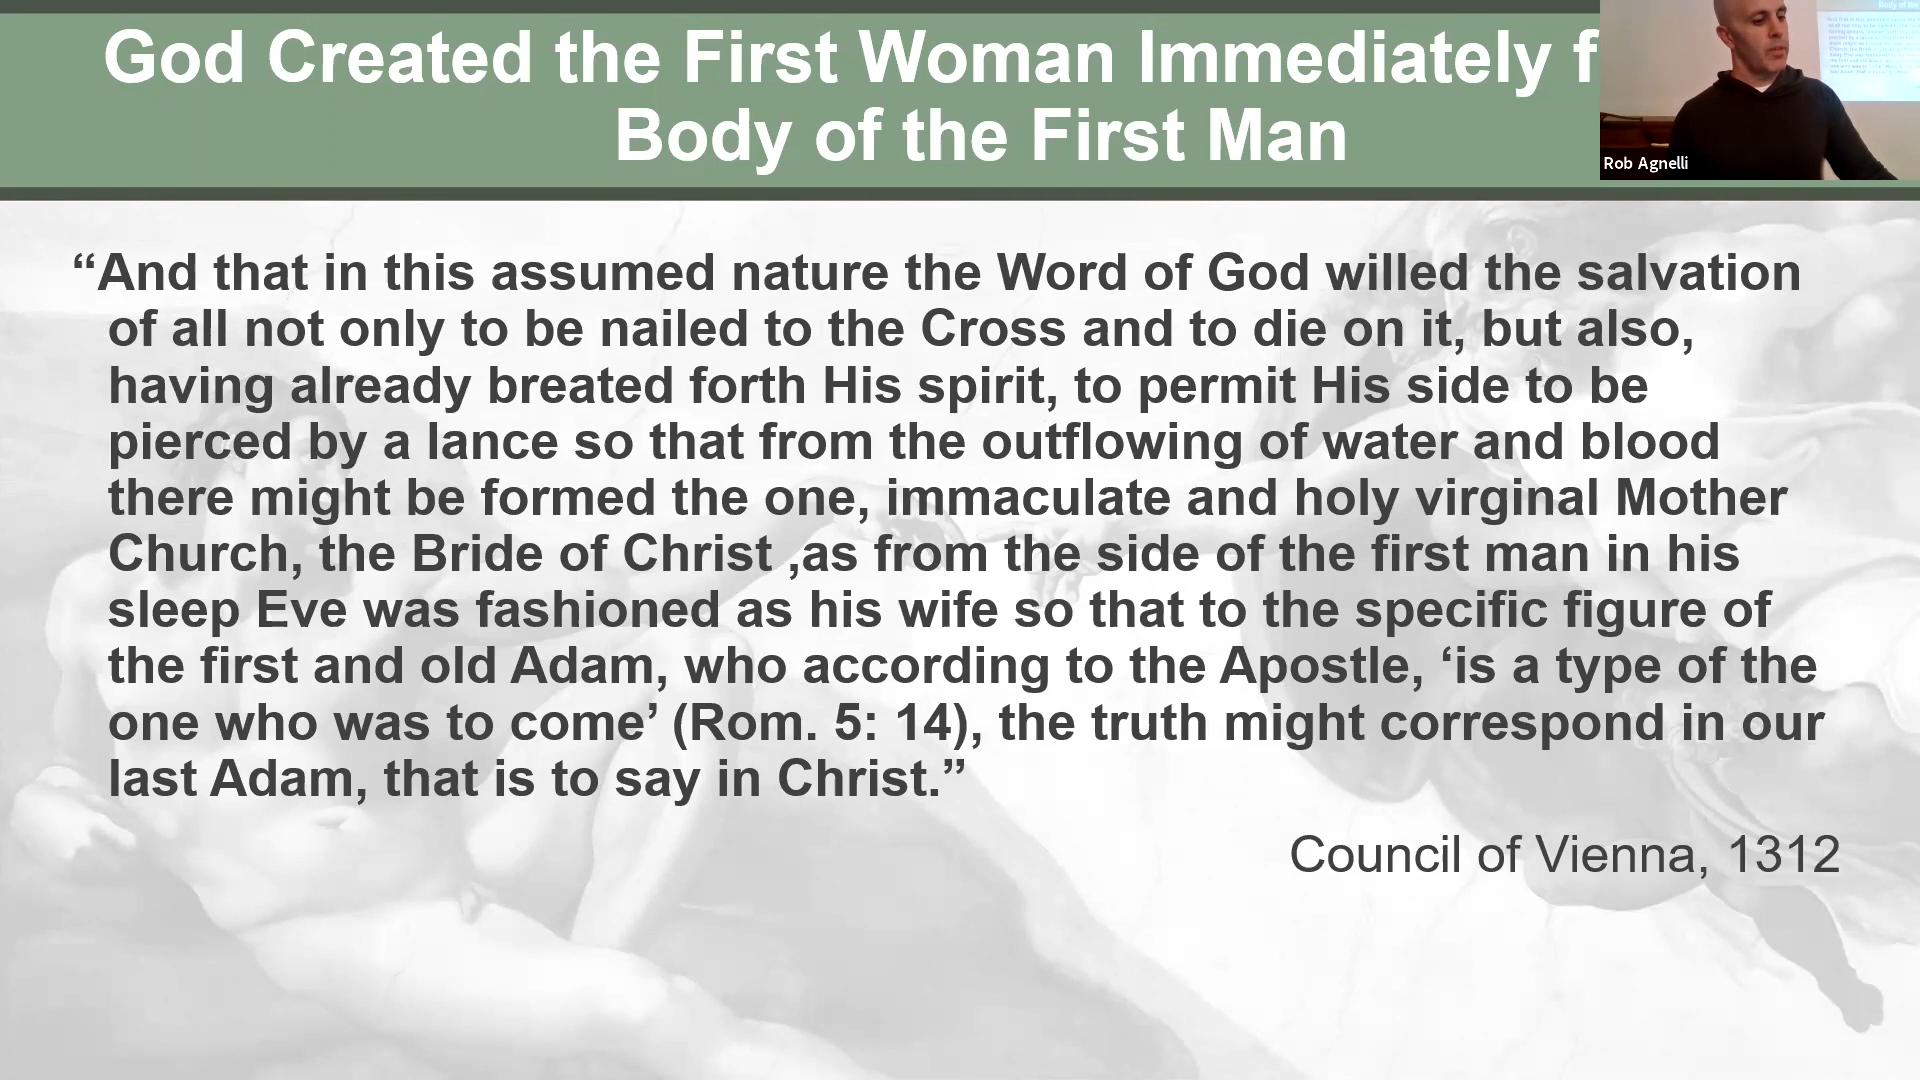 God Created the First Woman Immediately f
Body of the First Man
Rob Agnelli
“And that in this assumed nature the Word of God willed the salvation
of all not only to be nailed to the Cross and to die on it, but also,
having already breated forth His spirit, to permit His side to be
pierced by a lance so that from the outflowing of water and blood
there might be formed the one, immaculate and holy virginal Mother
Church, the Bride of Christ ,as from the side of the first man in his
sleep Eve was fashioned as his wife so that to the specific figure of
the first and old Adam, who according to the Apostle, ‘is a type of the
one who was to come’ (Rom. 5: 14), the truth might correspond in our
last Adam, that is to say in Christ.”
Council of Vienna, 1312